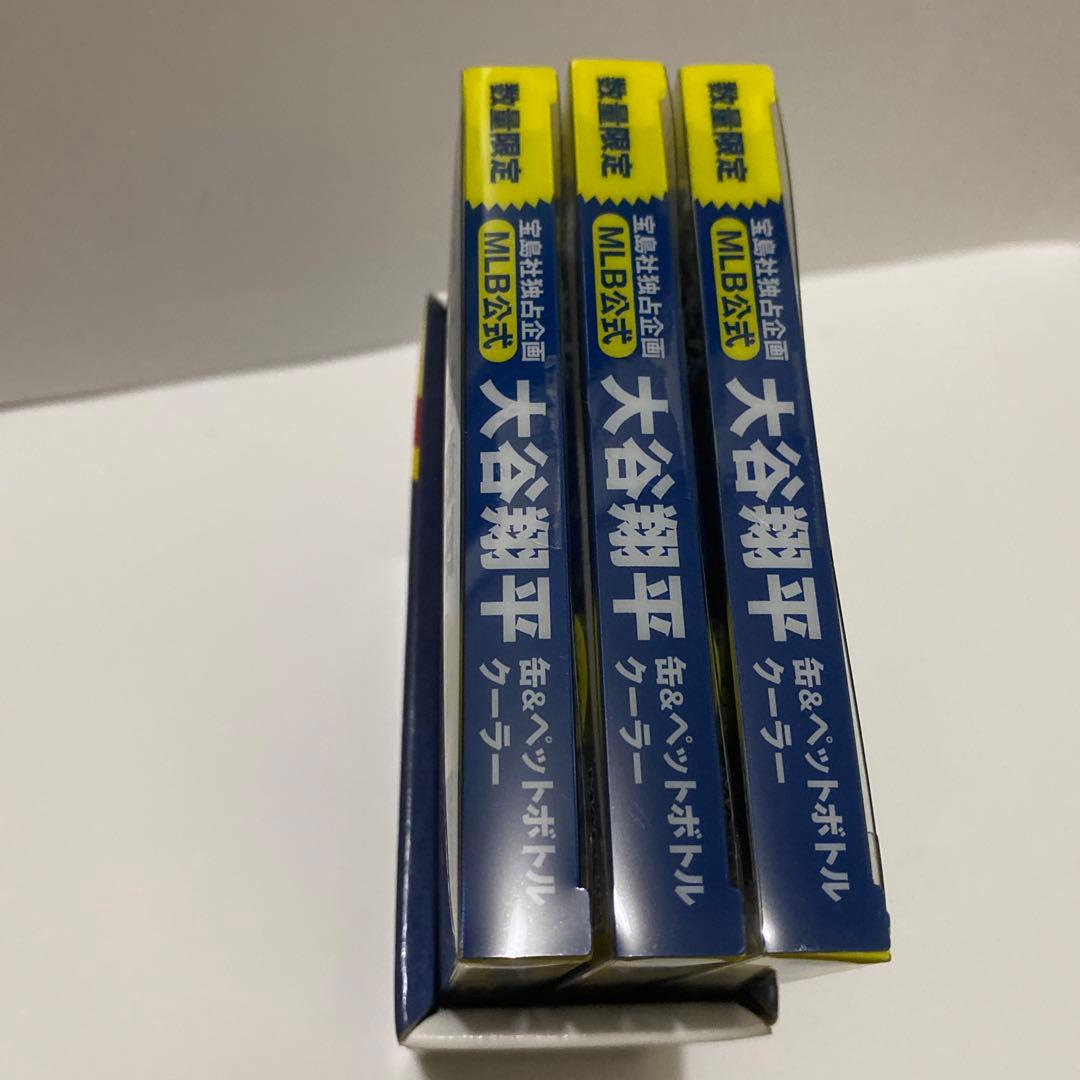 数量限定
宝島社独占企画
MLB公式
大谷翔平
缶&ペットボトル
クーラー
数量限定
宝島社独占企画
MLB公式
大谷翔平
缶&ペットボトル
クーラー
数量限定
宝島社独占企画
MLB公式
大谷翔平
缶&ペットボトル
クーラー